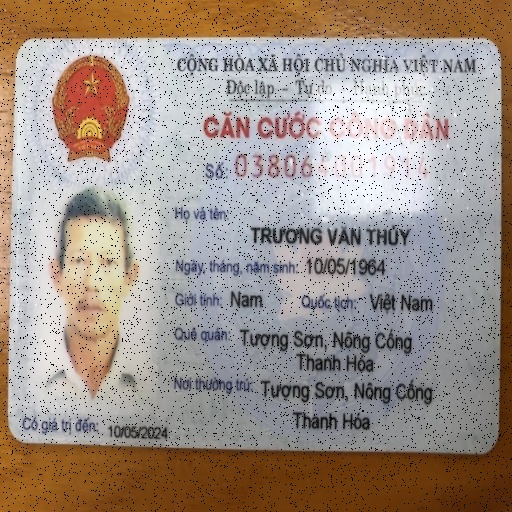 CỘNG HÒA XÃ HỘI CHỦ NGHĨA VIỆT NAM
Độc lập – Tự do –
CĂN CƯỚC CÔNG DÂN
Số:
Họ và tên:
TRƯƠNG VĂN THỦY
Ngày, tháng, năm sinh: 10/05/1964
Giới tính: Nam Quốc tịch: Việt Nam
Quê quán: Tượng Sơn, Nông Cống
Thanh Hóa
Nơi thường trú: Tượng Sơn, Nông Cống
Thanh Hóa
Có giá trị đến: 10/05/2024